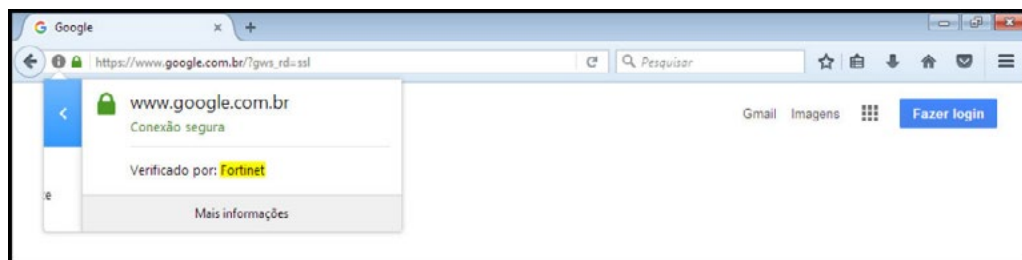 Google
https://www.google.com.br/?gws_rd=ssl
Pesquisar
www.google.com.br
Conexão segura
Verificado por: Fortinet
Mais informações
Gmail Imagens Fazer login